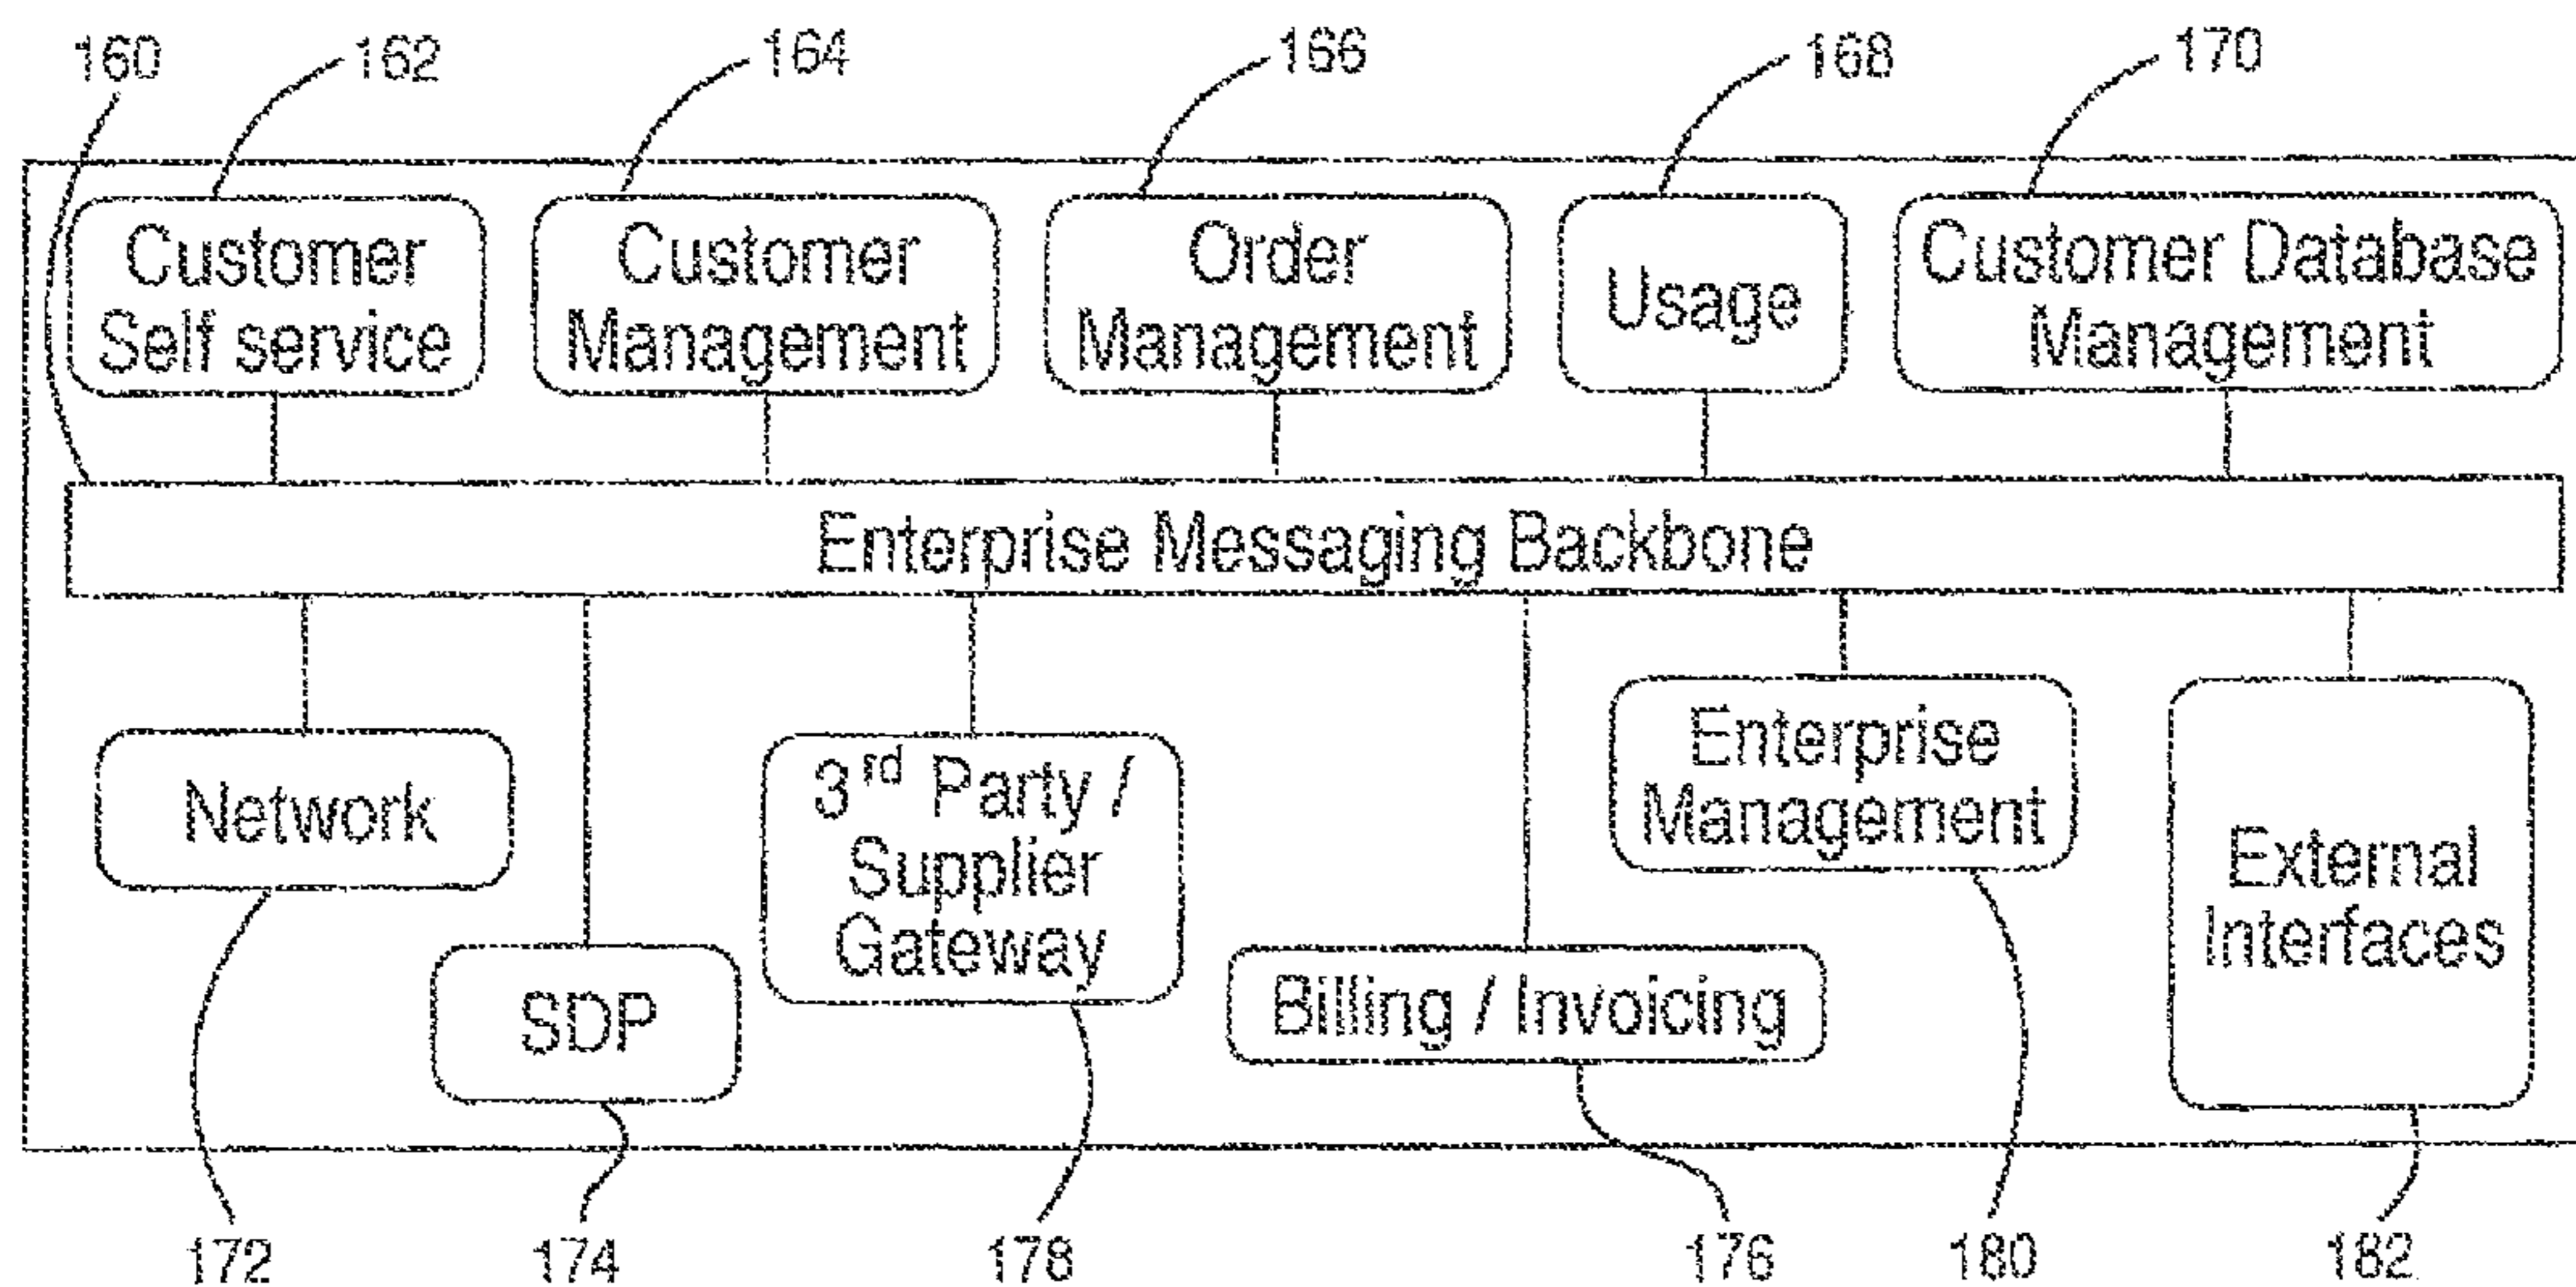 160 162 164 166 168 170
Customer
Self service
Customer
Management
Order
Management
Usage
Customer Database
Management
Enterprise Messaging Backbone
Network
SDP
3rd Party /
Supplier
Gateway
Billing / Invoicing
Enterprise
Management
External
Interfaces
172 174 178 176 180 182